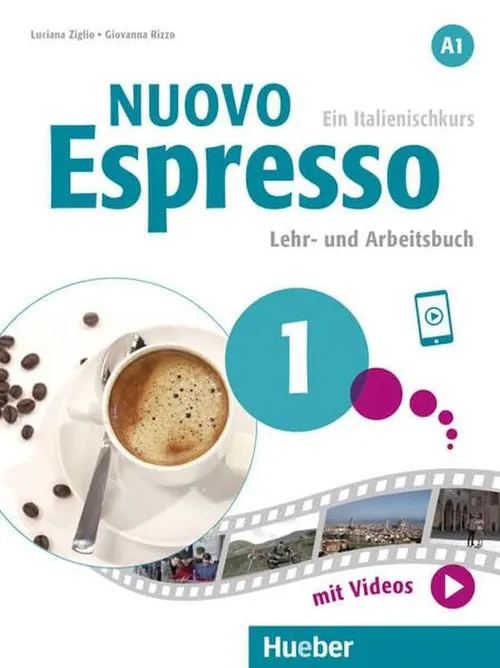 Luciana Ziglio • Giovanna Rizzo
A1
NUOVO
Ein Italienischkurs
Espresso
Lehr- und Arbeitsbuch
1
mit Videos
Hueber